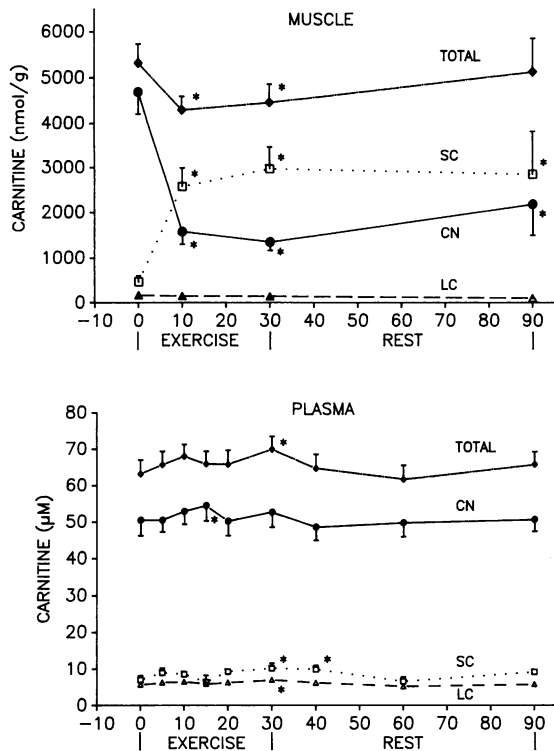 MUSCLE
CARNITINE (nmol/g)
6000
5000
4000
3000
2000
1000
0
TOTAL
*
*
SC
*
*
*
CN
*
*
*
LC
-10 0 10 20 30 40 50 60 70 80 90
| EXERCISE | REST |
PLASMA
CARNITINE (µM)
80
70
60
50
40
30
20
10
0
TOTAL
*
CN
*
SC
*
*
LC
*
-10 0 10 20 30 40 50 60 70 80 90
| EXERCISE | REST |